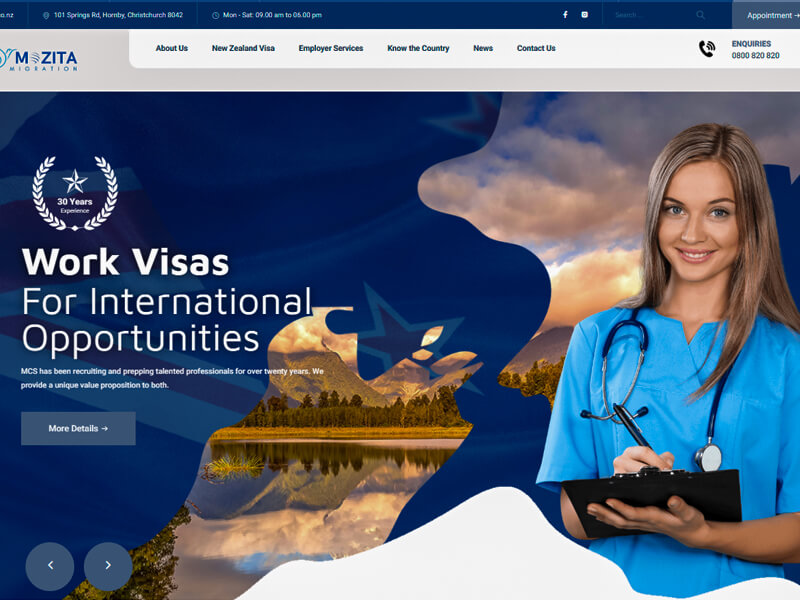 o.nz
101 Springs Rd, Hornby, Christchurch 8042
Mon - Sat: 09.00 am to 06.00 pm
Search ...
Appointment →
MOZITA
MIGRATION
About Us
New Zealand Visa
Employer Services
Know the Country
News
Contact Us
ENQUIRIES
0800 820 820
30 Years
Experience
Work Visas
For International
Opportunities
MCS has been recruiting and prepping talented professionals for over twenty years. We
provide a unique value proposition to both.
More Details →